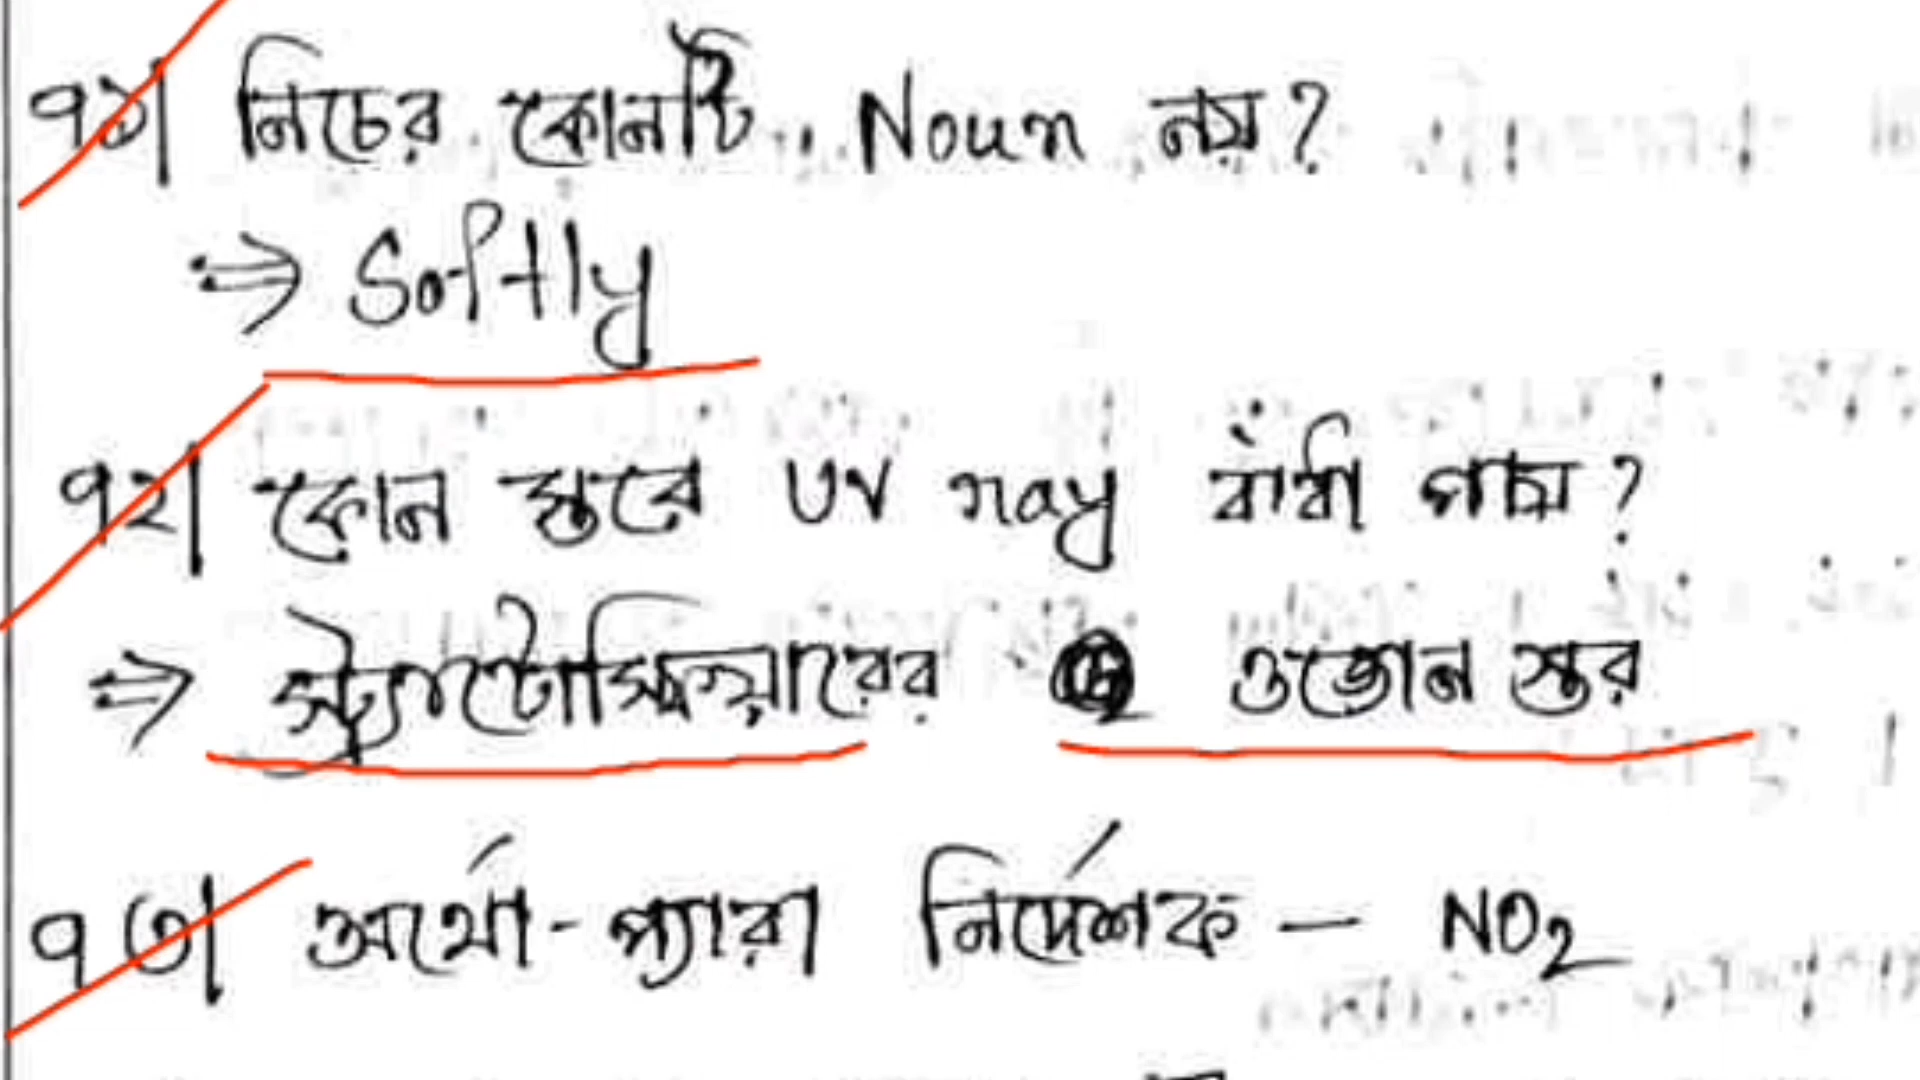 ৭১। নিচের কোনটি Noun নয়?
⇒ Softly
৭২। কোন স্তরে UV ray বাঁধা পায়?
⇒ স্ট্র্যাটোস্ফিয়ারের ওজোন স্তর
৭৩। অর্থো-প্যারা নির্দেশক - NO2